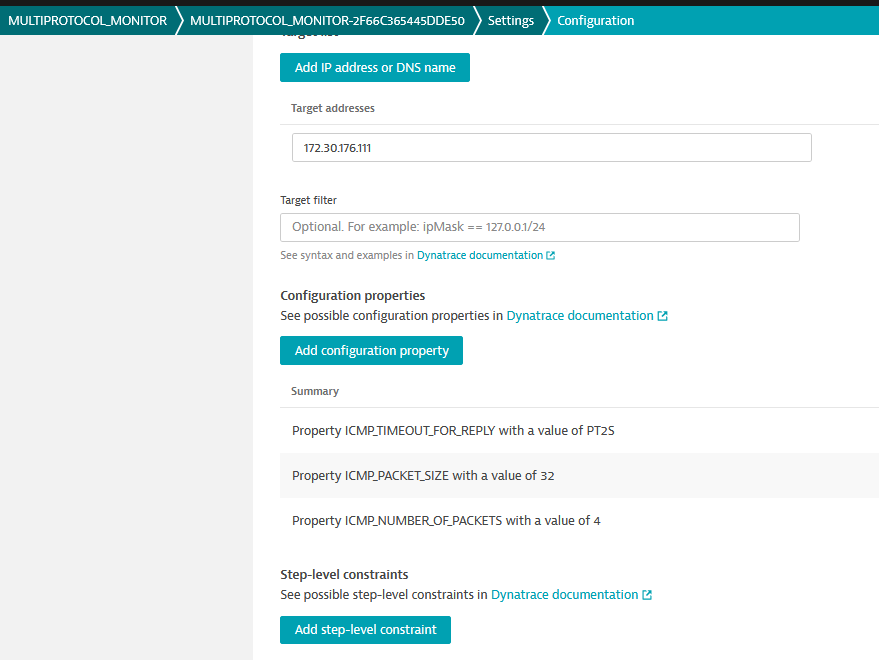 MULTIPROTOCOL_MONITOR MULTIPROTOCOL_MONITOR-2F66C365445DDE50 Settings Configuration
Add IP address or DNS name
Target addresses
172.30.176.111
Target filter
Optional. For example: ipMask == 127.0.0.1/24
See syntax and examples in Dynatrace documentation
Configuration properties
See possible configuration properties in Dynatrace documentation
Add configuration property
Summary
Property ICMP_TIMEOUT_FOR_REPLY with a value of PT2S
Property ICMP_PACKET_SIZE with a value of 32
Property ICMP_NUMBER_OF_PACKETS with a value of 4
Step-level constraints
See possible step-level constraints in Dynatrace documentation
Add step-level constraint